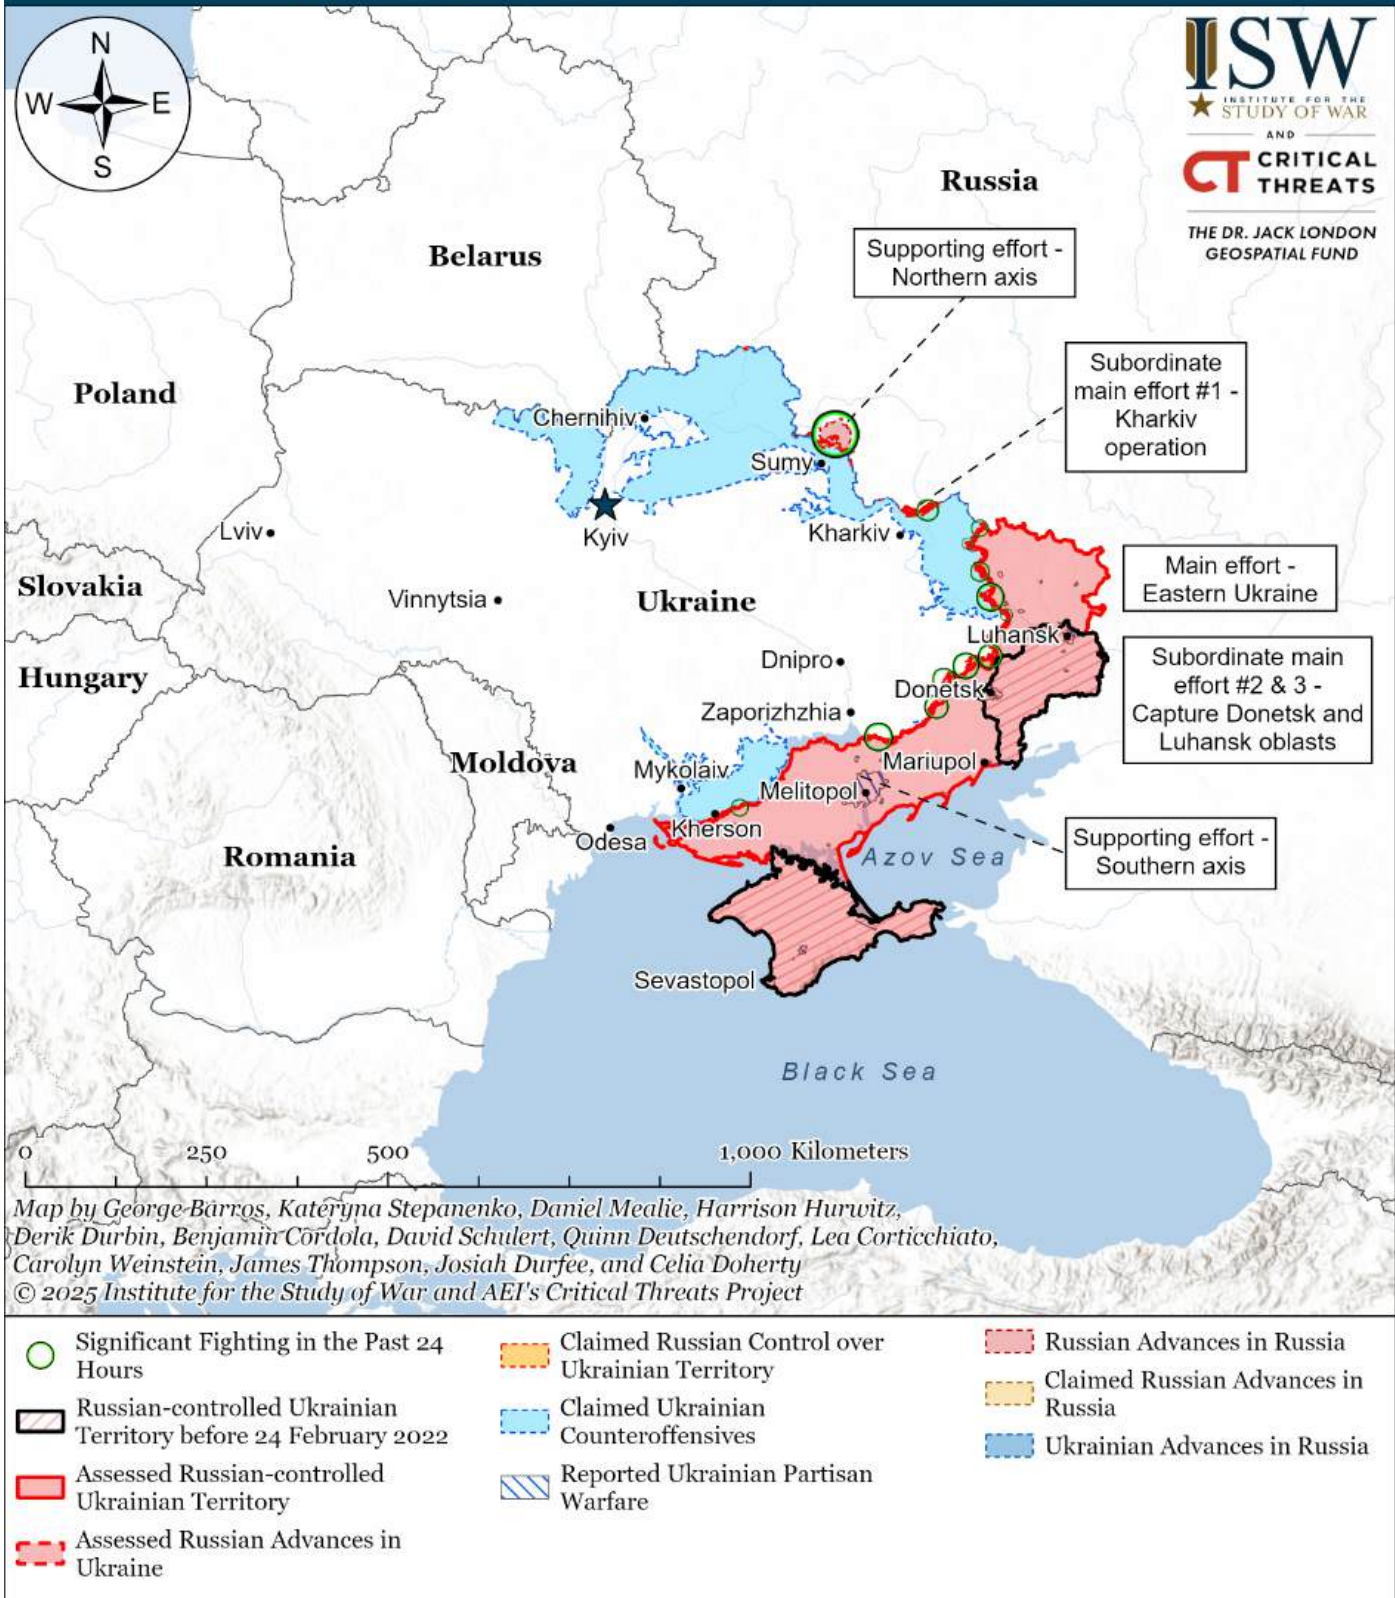 N
W
E
S
ISW
INSTITUTE FOR THE
STUDY OF WAR
AND
CT CRITICAL
THREATS
THE DR. JACK LONDON
GEOSPATIAL FUND
Russia
Supporting effort -
Northern axis
Belarus
Subordinate
main effort #1 -
Kharkiv
operation
Poland
Chernihiv
Sumy
Lviv
Kyiv
Kharkiv
Main effort -
Eastern Ukraine
Slovakia
Vinnytsia
Ukraine
Luhansk
Hungary
Dnipro
Donetsk
Subordinate main
effort #2 & 3 -
Capture Donetsk and
Luhansk oblasts
Zaporizhzhia
Moldova
Mykolaiv
Mariupol
Melitopol
Kherson
Odesa
Romania
Azov Sea
Supporting effort -
Southern axis
Sevastopol
Black Sea
0
250
500
1,000 Kilometers
Map by George Barros, Kateryna Stepanenko, Daniel Mealie, Harrison Hurwitz,
Derik Durbin, Benjamin Cordola, David Schulert, Quinn Deutschendorf, Lea Corticchiato,
Carolyn Weinstein, James Thompson, Josiah Durfee, and Celia Doherty
© 2025 Institute for the Study of War and AEI's Critical Threats Project
Significant Fighting in the Past 24
Hours
Russian-controlled Ukrainian
Territory before 24 February 2022
Assessed Russian-controlled
Ukrainian Territory
Assessed Russian Advances in
Ukraine
Claimed Russian Control over
Ukrainian Territory
Claimed Ukrainian
Counteroffensives
Reported Ukrainian Partisan
Warfare
Russian Advances in Russia
Claimed Russian Advances in
Russia
Ukrainian Advances in Russia